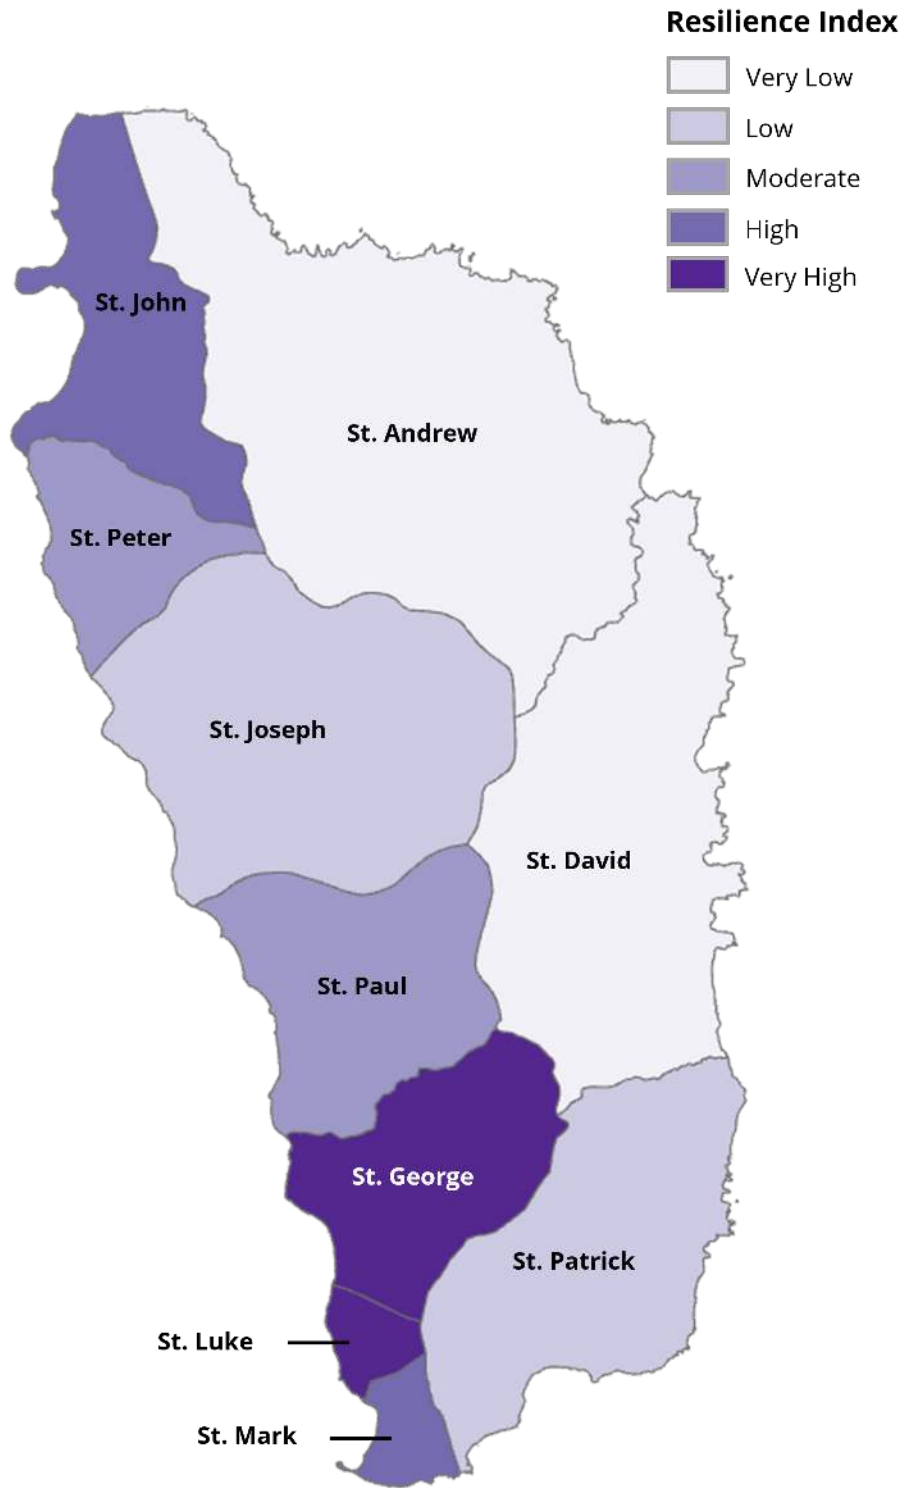 Resilience Index
Very Low
Low
Moderate
High
Very High
St. John
St. Andrew
St. Peter
St. Joseph
St. David
St. Paul
St. George
St. Patrick
St. Luke
St. Mark